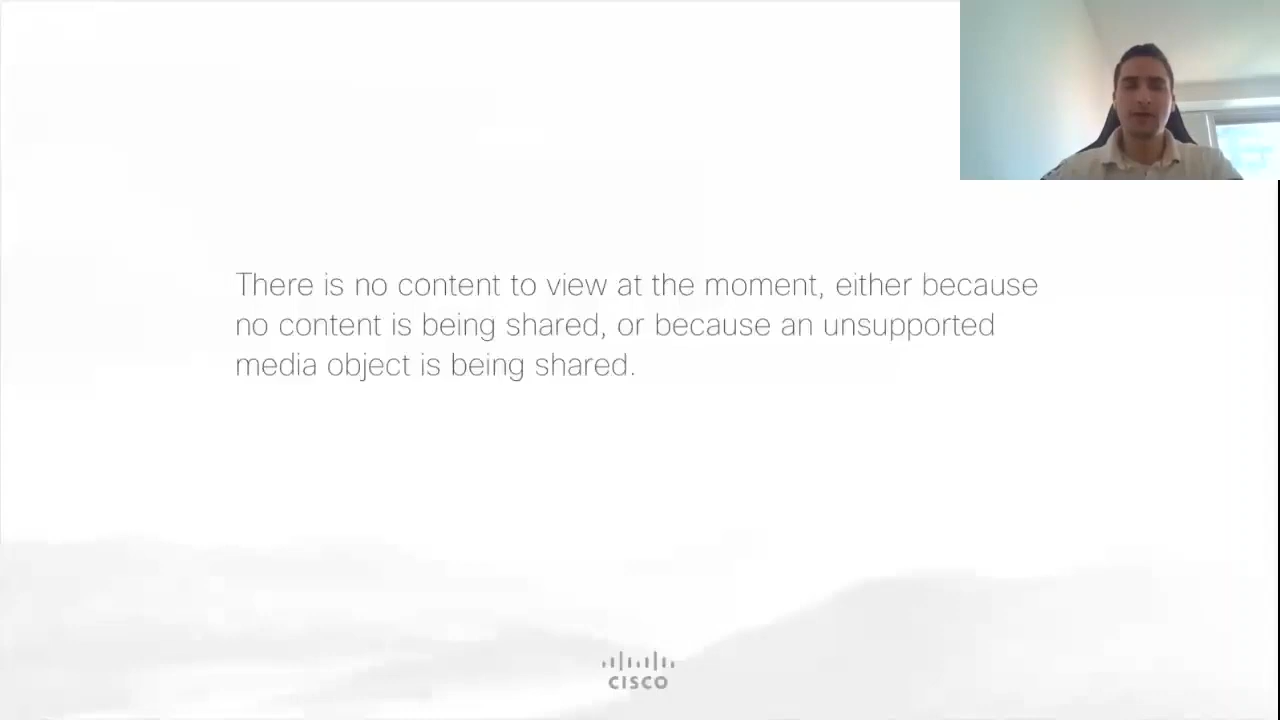 There is no content to view at the moment, either because
no content is being shared, or because an unsupported
media object is being shared.
CISCO